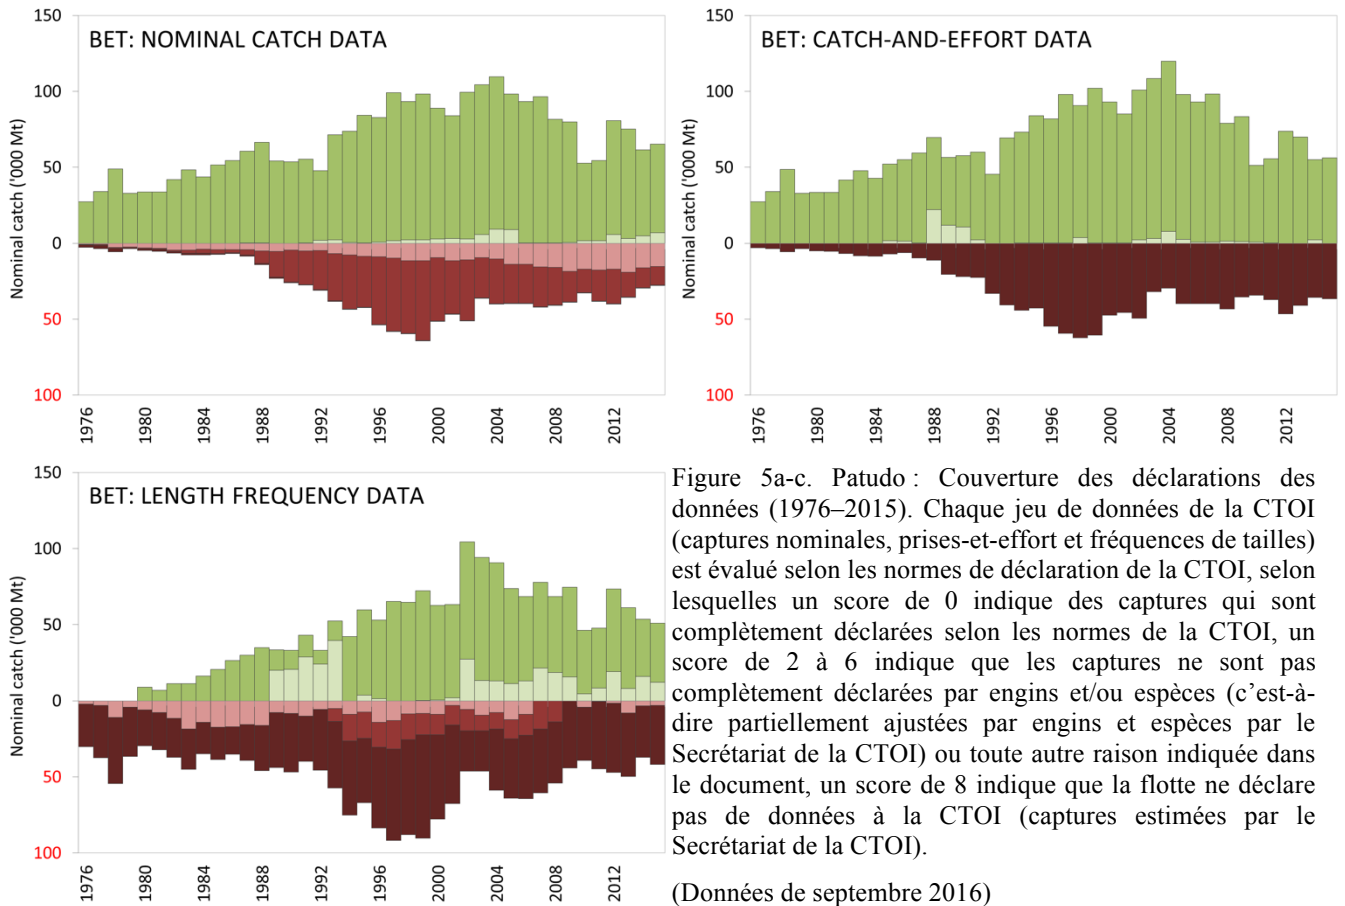 BET: NOMINAL CATCH DATA
Nominal catch ('000 Mt)
150
100
50
0
50
100
1976
1980
1984
1988
1992
1996
2000
2004
2008
2012
BET: CATCH-AND-EFFORT DATA
Nominal catch ('000 Mt)
150
100
50
0
50
100
1976
1980
1984
1988
1992
1996
2000
2004
2008
2012
BET: LENGTH FREQUENCY DATA
Nominal catch ('000 Mt)
150
100
50
0
50
100
1976
1980
1984
1988
1992
1996
2000
2004
2008
2012
Figure 5a-c. Patudo : Couverture des déclarations des
données (1976–2015). Chaque jeu de données de la CTOI
(captures nominales, prises-et-effort et fréquences de tailles)
est évalué selon les normes de déclaration de la CTOI, selon
lesquelles un score de 0 indique des captures qui sont
complètement déclarées selon les normes de la CTOI, un
score de 2 à 6 indique que les captures ne sont pas
complètement déclarées par engins et/ou espèces (c’est-à-
dire partiellement ajustées par engins et espèces par le
Secrétariat de la CTOI) ou toute autre raison indiquée dans
le document, un score de 8 indique que la flotte ne déclare
pas de données à la CTOI (captures estimées par le
Secrétariat de la CTOI).
(Données de septembre 2016)